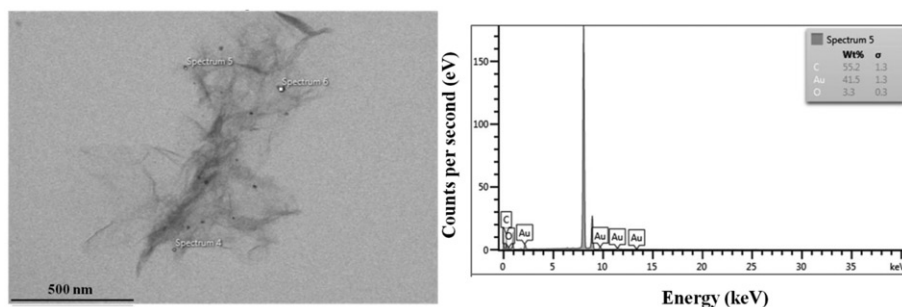 Spectrum 5
Spectrum 6
Spectrum 4
500 nm
Counts per second (eV)
150
100
50
0
C
O
Au
Au
Au
Au
0
5
10
15
20
25
30
35
keV
Energy (keV)
Spectrum 5
Wt% σ
C 55.2 1.3
Au 41.5 1.3
O 3.3 0.3